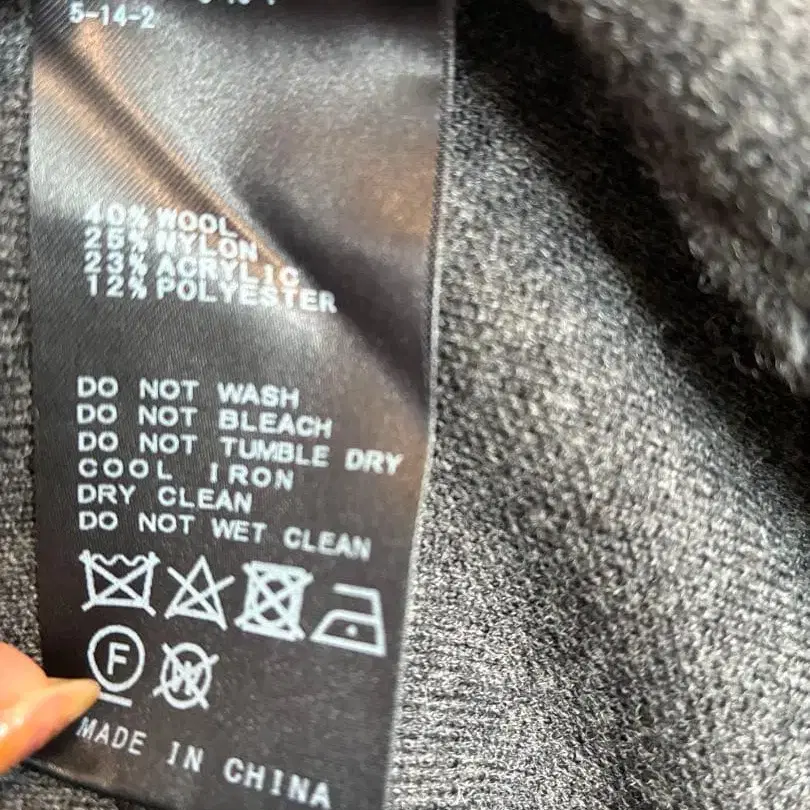 5-14-2
40% WOOL
25% NYLON
23% ACRYLIC
12% POLYESTER
DO NOT WASH
DO NOT BLEACH
DO NOT TUMBLE DRY
COOL IRON
DRY CLEAN
DO NOT WET CLEAN
F W
MADE IN CHINA